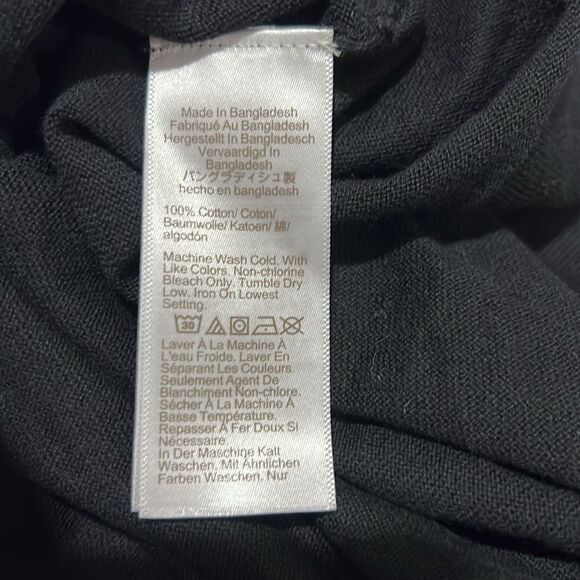 Made In Bangladesh
Fabriqué Au Bangladesh
Hergestellt In Bangladesch
Vervaardigd In
Bangladesh
バングラディシュ製
hecho en bangladesh
100% Cotton/ Coton/
Baumwolle/ Katoen/ 綿/
algodón
Machine Wash Cold. With
Like Colors. Non-chlorine
Bleach Only. Tumble Dry
Low. Iron On Lowest
Setting.
30
Laver À La Machine À
L'eau Froide. Laver En
Séparant Les Couleurs.
Seulement Agent De
Blanchiment Non-chlore.
Sécher À La Machine À
Basse Température.
Repasser À Fer Doux Si
Nécessaire.
In Der Maschine Kalt
Waschen. Mit Ähnlichen
Farben Waschen. Nur